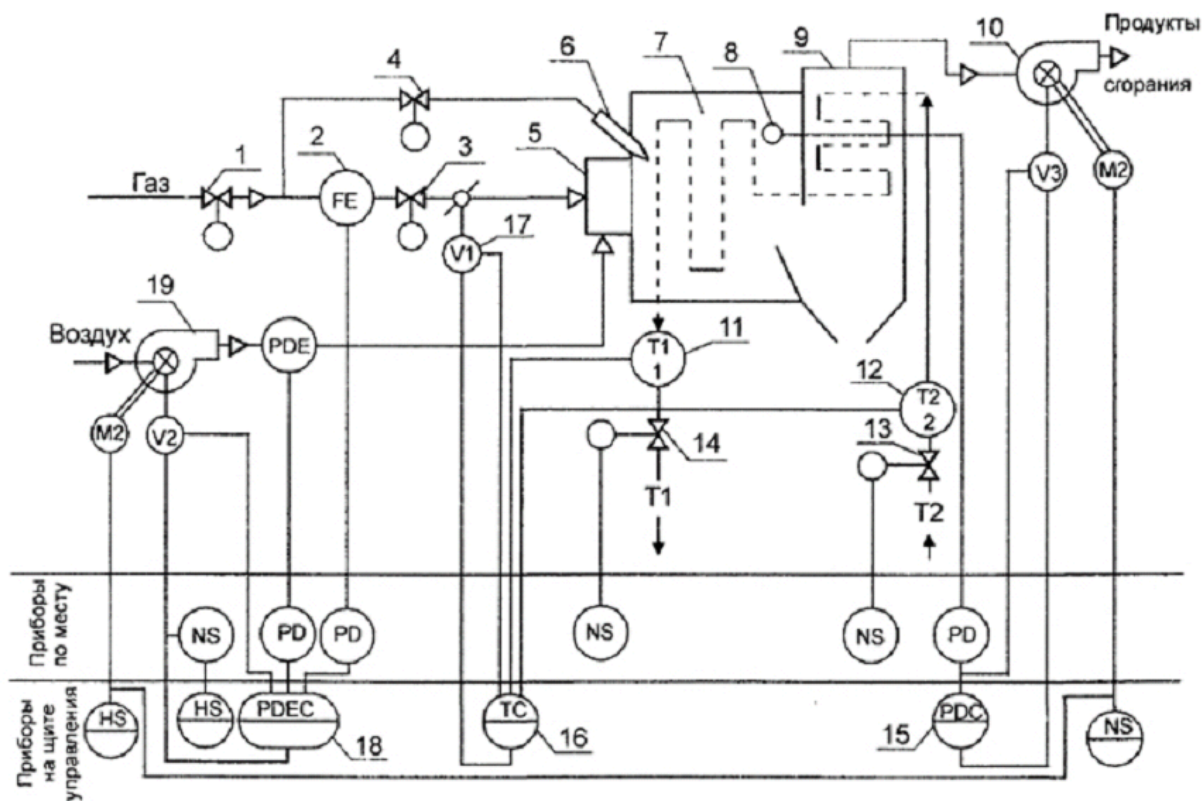 10
Продукты
сгорания
9
8
7
6
4
5
3
2
1
Газ
FE
V1
17
V3
M2
19
Воздух
PDE
M2
V2
T1
1
11
12
T2
2
14
13
T1
T2
Приборы
по месту
NS
PD
PD
NS
NS
PD
Приборы
на щите
управления
HS
HS
PDEC
18
TC
16
15
PDC
NS